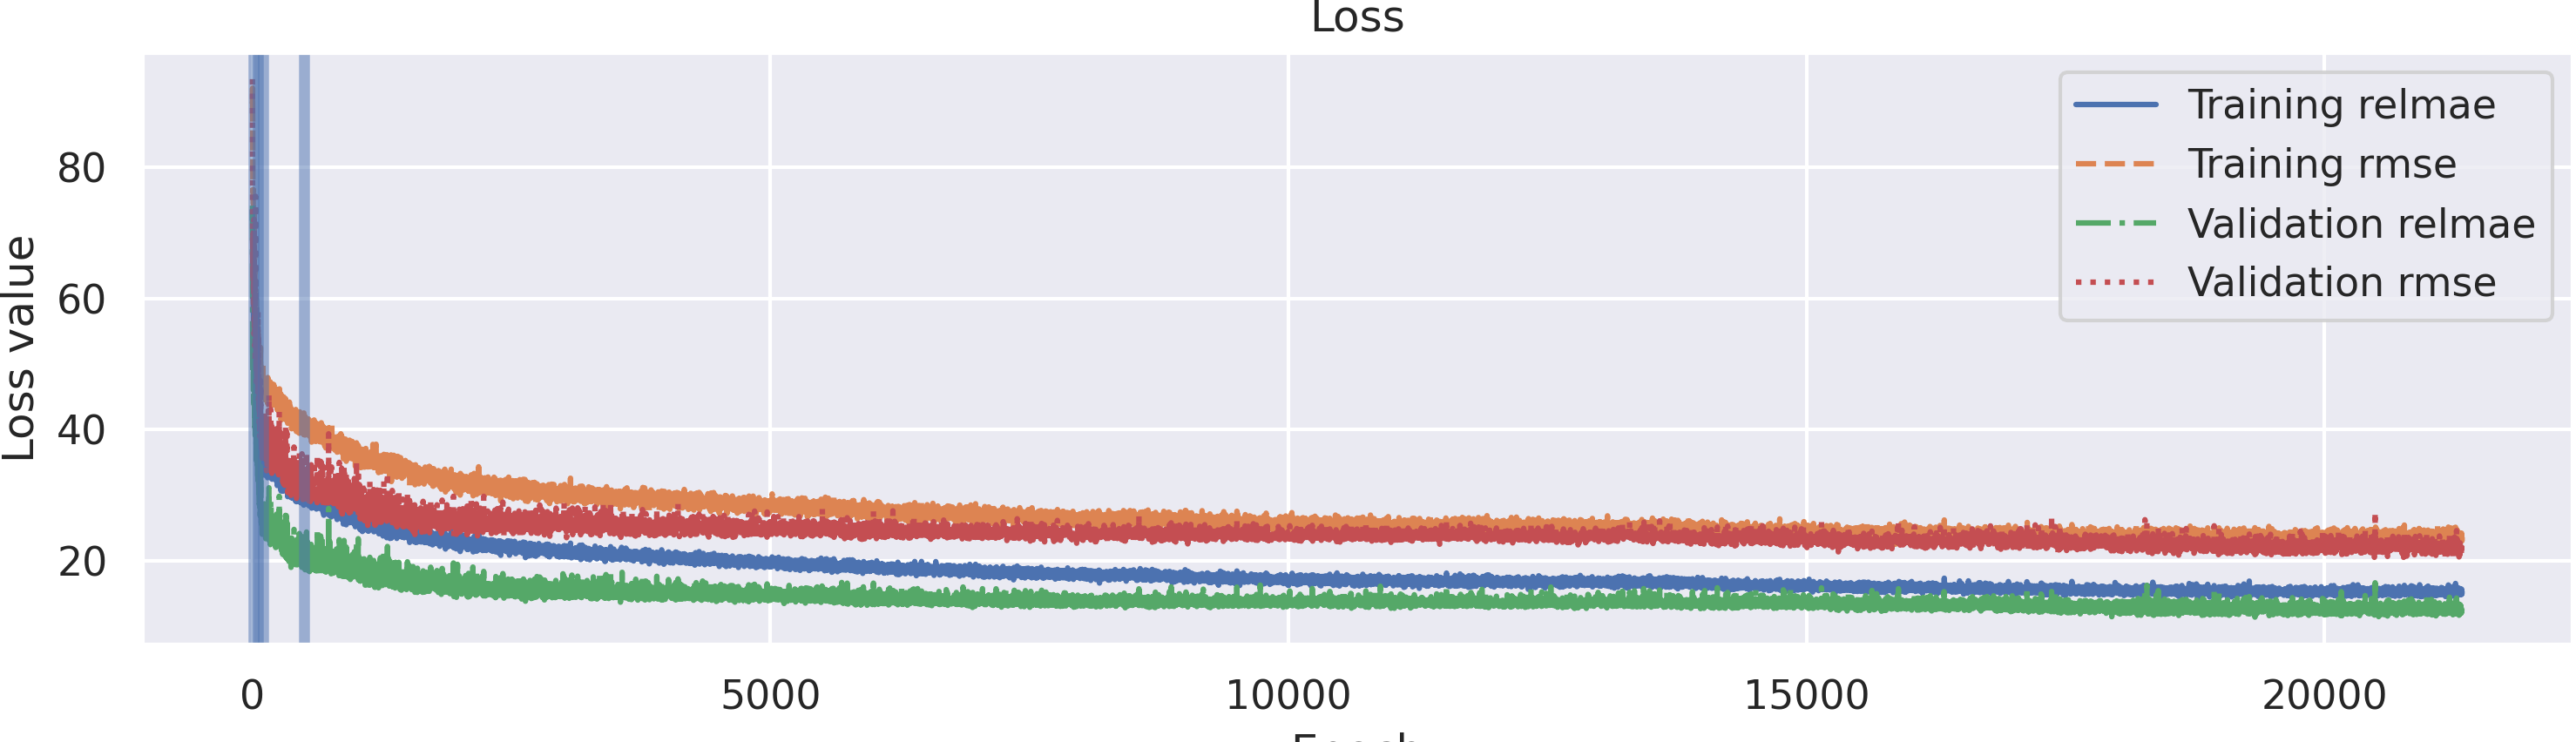 Loss
Loss value
80
60
40
20
Training relmae
Training rmse
Validation relmae
Validation rmse
0 5000 10000 15000 20000